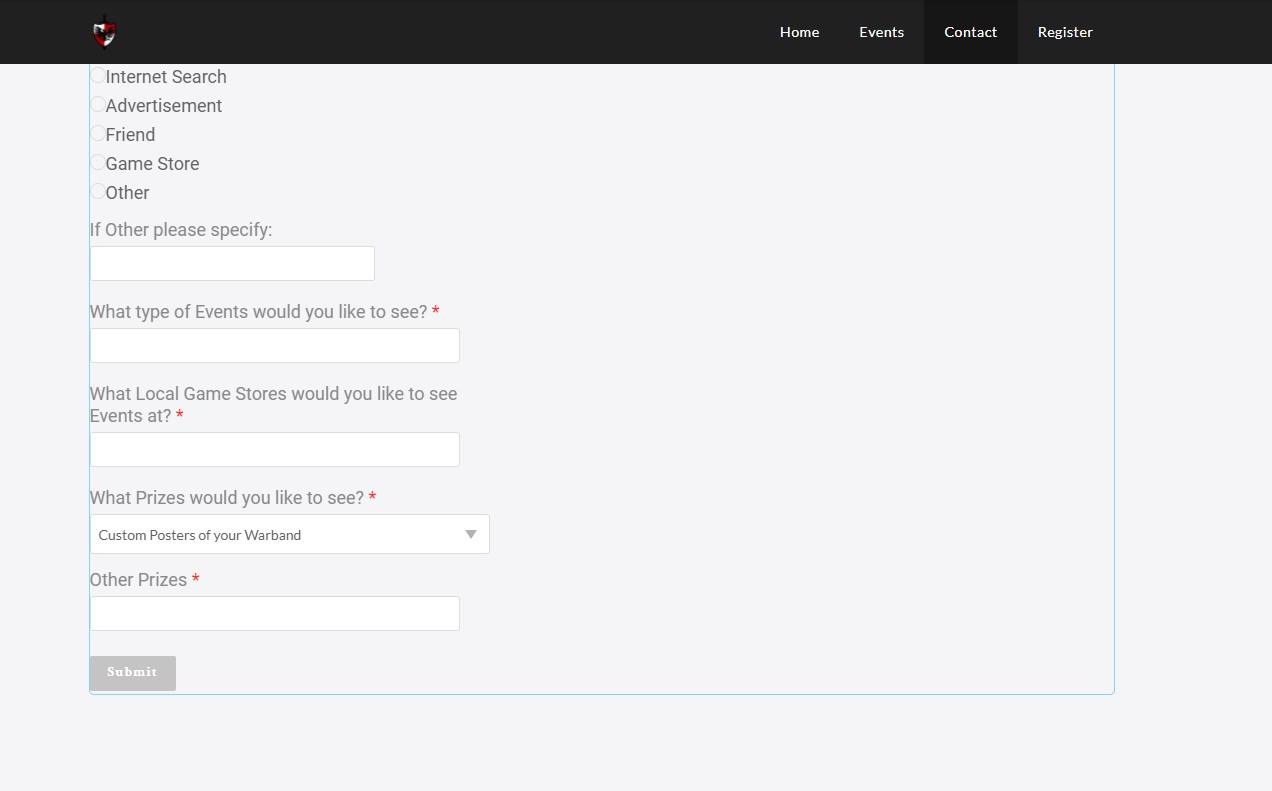 Home Events Contact Register
Internet Search
Advertisement
Friend
Game Store
Other
If Other please specify:
What type of Events would you like to see? *
What Local Game Stores would you like to see
Events at? *
What Prizes would you like to see? *
Custom Posters of your Warband
Other Prizes *
Submit